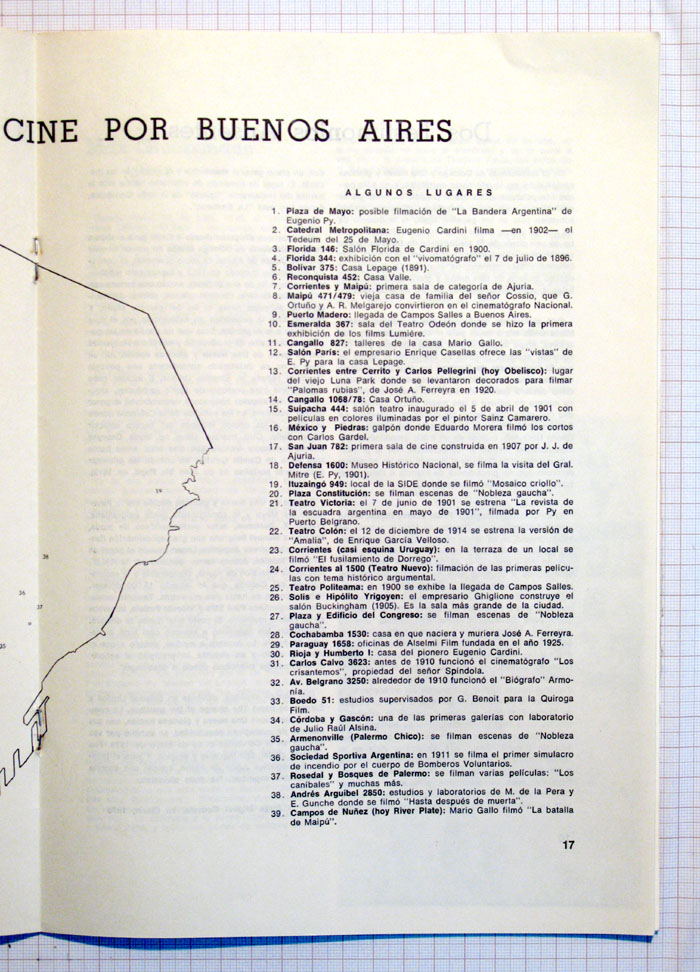 CINE POR BUENOS AIRES
ALGUNOS LUGARES
1. Plaza de Mayo: posible filmación de "La Bandera Argentina" de
Eugenio Py.
2. Catedral Metropolitana: Eugenio Cardini filma —en 1902— el
Tedeum del 25 de Mayo.
3. Florida 146: Salón Florida de Cardini en 1900.
4. Florida 344: exhibición con el "vivomatógrafo" el 7 de julio de 1896.
5. Bolívar 375: Casa Lepage (1891).
6. Reconquista 452: Casa Valle.
7. Corrientes y Maipú: primera sala de categoría de Ajuria.
8. Maipú 471/479: vieja casa de familia del señor Cossio, que G.
Ortuño y A. R. Melgarejo convirtieron en el cinematógrafo Nacional.
9. Puerto Madero: llegada de Campos Salles a Buenos Aires.
10. Esmeralda 367: sala del Teatro Odeón donde se hizo la primera
exhibición de los films Lumière.
11. Cangallo 827: talleres de la casa Mario Gallo.
12. Salón París: el empresario Enrique Casellas ofrece las "vistas" de
E. Py para la casa Lepage.
13. Corrientes entre Cerrito y Carlos Pellegrini (hoy Obelisco): lugar
del viejo Luna Park donde se levantaron decorados para filmar
"Palomas rubias", de José A. Ferreyra en 1920.
14. Cangallo 1068/78: Casa Ortuño.
15. Suipacha 444: salón teatro inaugurado el 5 de abril de 1901 con
películas en colores iluminadas por el pintor Sainz Camarero.
16. México y Piedras: galpón donde Eduardo Morera filmó los cortos
con Carlos Gardel.
17. San Juan 782: primera sala de cine construida en 1907 por J. J. de
Ajuria.
18. Defensa 1600: Museo Histórico Nacional, se filma la visita del Gral.
Mitre (E. Py, 1901).
19. Ituzaingó 949: local de la SIDE donde se filmó "Mosaico criollo".
20. Plaza Constitución: se filman escenas de "Nobleza gaucha".
21. Teatro Victoria: el 7 de junio de 1901 se estrena "La revista de
la escuadra argentina en mayo de 1901", filmada por Py en
Puerto Belgrano.
22. Teatro Colón: el 12 de diciembre de 1914 se estrena la versión de
"Amalia", de Enrique García Velloso.
23. Corrientes (casi esquina Uruguay): en la terraza de un local se
filmó "El fusilamiento de Dorrego".
24. Corrientes al 1500 (Teatro Nuevo): filmación de las primeras pelícu-
las con tema histórico argumental.
25. Teatro Politeama: en 1900 se exhibe la llegada de Campos Salles.
26. Solís e Hipólito Yrigoyen: el empresario Ghiglione construye el
salón Buckingham (1905). Es la sala más grande de la ciudad.
27. Plaza y Edificio del Congreso: se filman escenas de "Nobleza
gaucha".
28. Cochabamba 1530: casa en que naciera y muriera José A. Ferreyra.
29. Paraguay 1658: oficinas de Alselmi Film fundada en el año 1925.
30. Rioja y Humberto I: casa del pionero Eugenio Cardini.
31. Carlos Calvo 3623: antes de 1910 funcionó el cinematógrafo "Los
crisantemos", propiedad del señor Spíndola.
32. Av. Belgrano 3250: alrededor de 1910 funcionó el "Biógrafo" Armo-
nía.
33. Boedo 51: estudios supervisados por G. Benoit para la Quiroga
Film.
34. Córdoba y Gascón: una de las primeras galerías con laboratorio
de Julio Raúl Alsina.
35. Armenonville (Palermo Chico): se filman escenas de "Nobleza
gaucha".
36. Sociedad Sportiva Argentina: en 1911 se filma el primer simulacro
de incendio por el cuerpo de Bomberos Voluntarios.
37. Rosedal y Bosques de Palermo: se filman varias películas: "Los
caníbales" y muchas más.
38. Andrés Arguibel 2850: estudios y laboratorios de M. de la Pera y
E. Gunche donde se filmó "Hasta después de muerta".
39. Campos de Nuñez (hoy River Plate): Mario Gallo filmó "La batalla
de Maipú".
17
19
38
36
37
35